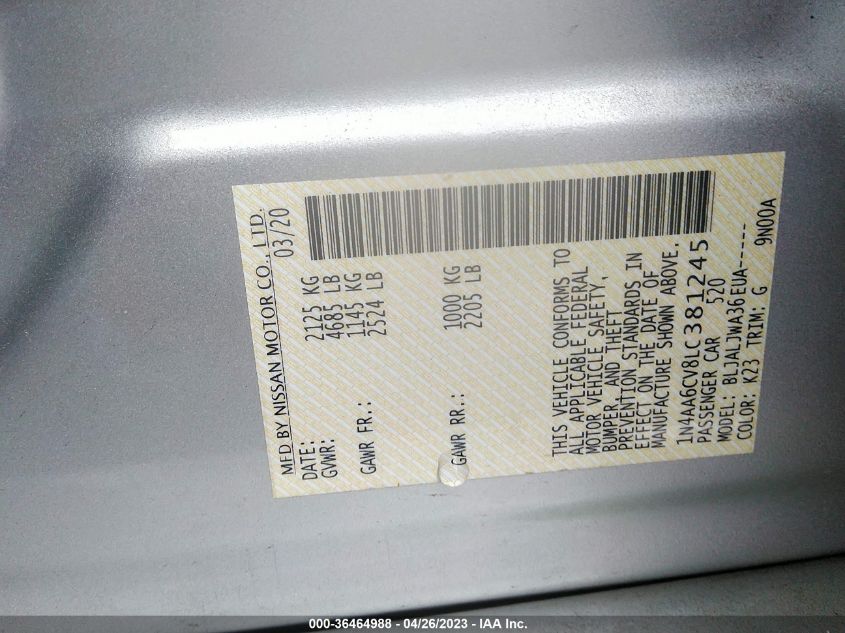 MFD BY NISSAN MOTOR CO., LTD.
DATE: 03/20
GVWR: 2125 KG
4685 LB
GAWR FR.: 1145 KG
2524 LB
GAWR RR.: 1000 KG
2205 LB
THIS VEHICLE CONFORMS TO
ALL APPLICABLE FEDERAL
MOTOR VEHICLE SAFETY,
BUMPER, AND THEFT
PREVENTION STANDARDS IN
EFFECT ON THE DATE OF
MANUFACTURE SHOWN ABOVE.
1N4AA6CV8LC381245
PASSENGER CAR 520
MODEL: BLJALJWA36EUA-----
COLOR: K23 TRIM: G 9N00A
000-36464988 - 04/26/2023 - IAA Inc.